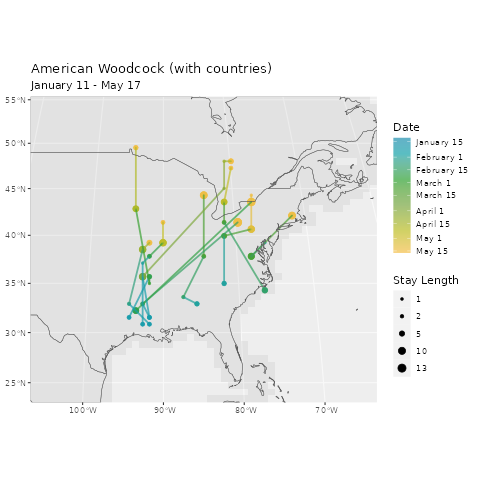 American Woodcock (with countries)
January 11 - May 17
55°N
50°N
45°N
40°N
35°N
30°N
25°N
100°W
90°W
80°W
70°W
Date
January 15
February 1
February 15
March 1
March 15
April 1
April 15
May 1
May 15
Stay Length
1
2
5
10
13